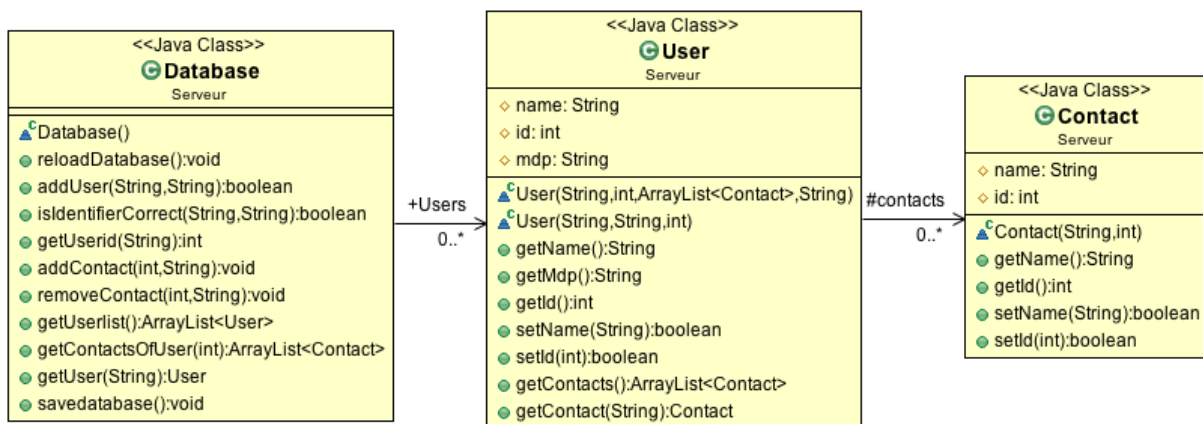 <<Java Class>>
Database
Serveur
Database()
reloadDatabase():void
addUser(String,String):boolean
isIdentifierCorrect(String,String):boolean
getUserid(String):int
addContact(int,String):void
removeContact(int,String):void
getUserlist():ArrayList<User>
getContactsOfUser(int):ArrayList<Contact>
getUser(String):User
savedatabase():void
+Users
0..*
<<Java Class>>
User
Serveur
name: String
id: int
mdp: String
User(String,int,ArrayList<Contact>,String)
User(String,String,int)
getName():String
getMdp():String
getId():int
setName(String):boolean
setId(int):boolean
getContacts():ArrayList<Contact>
getContact(String):Contact
#contacts
0..*
<<Java Class>>
Contact
Serveur
name: String
id: int
Contact(String,int)
getName():String
getId():int
setName(String):boolean
setId(int):boolean